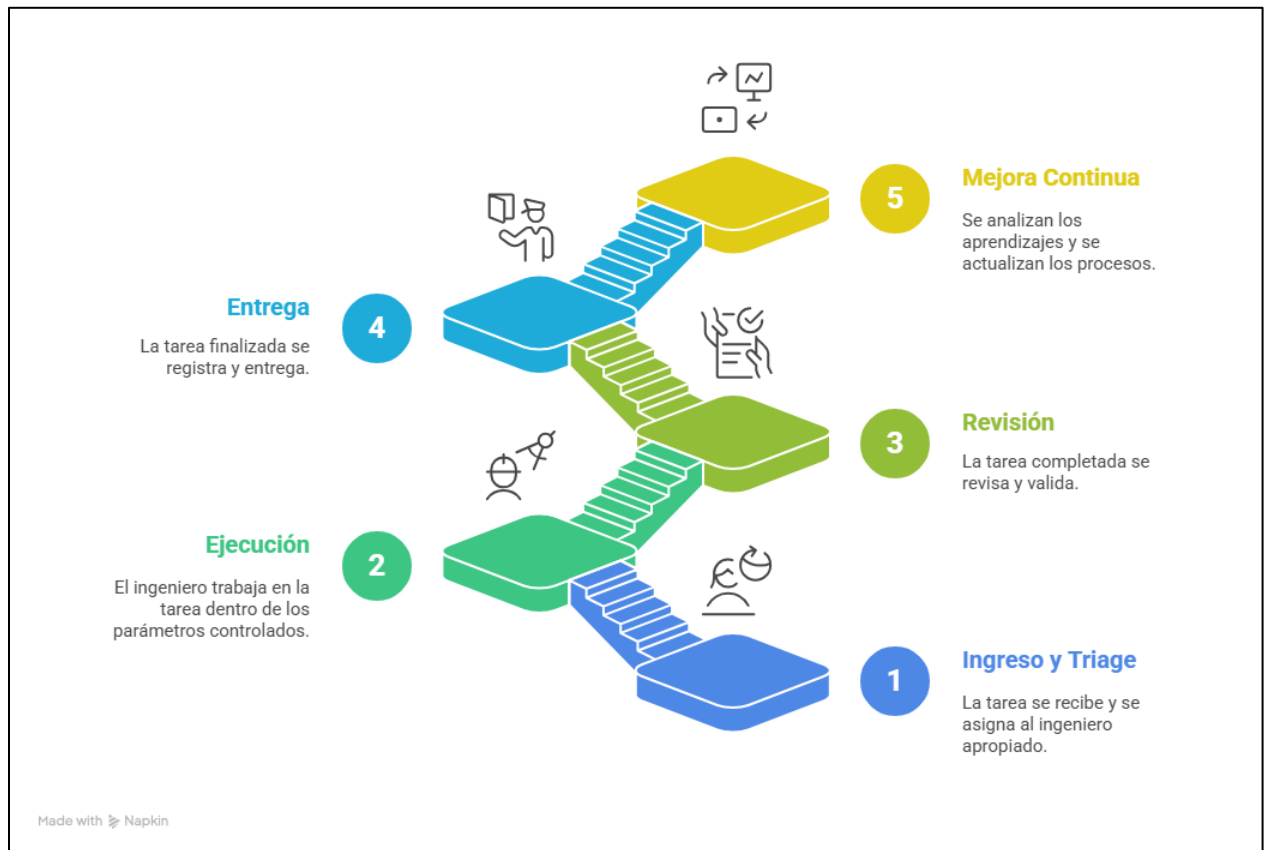 5
Mejora Continua
Se analizan los
aprendizajes y se
actualizan los procesos.
Entrega
4
La tarea finalizada se
registra y entrega.
3
Revisión
La tarea completada se
revisa y valida.
Ejecución
2
El ingeniero trabaja en la
tarea dentro de los
parámetros controlados.
1
Ingreso y Triage
La tarea se recibe y se
asigna al ingeniero
apropiado.
Made with Napkin